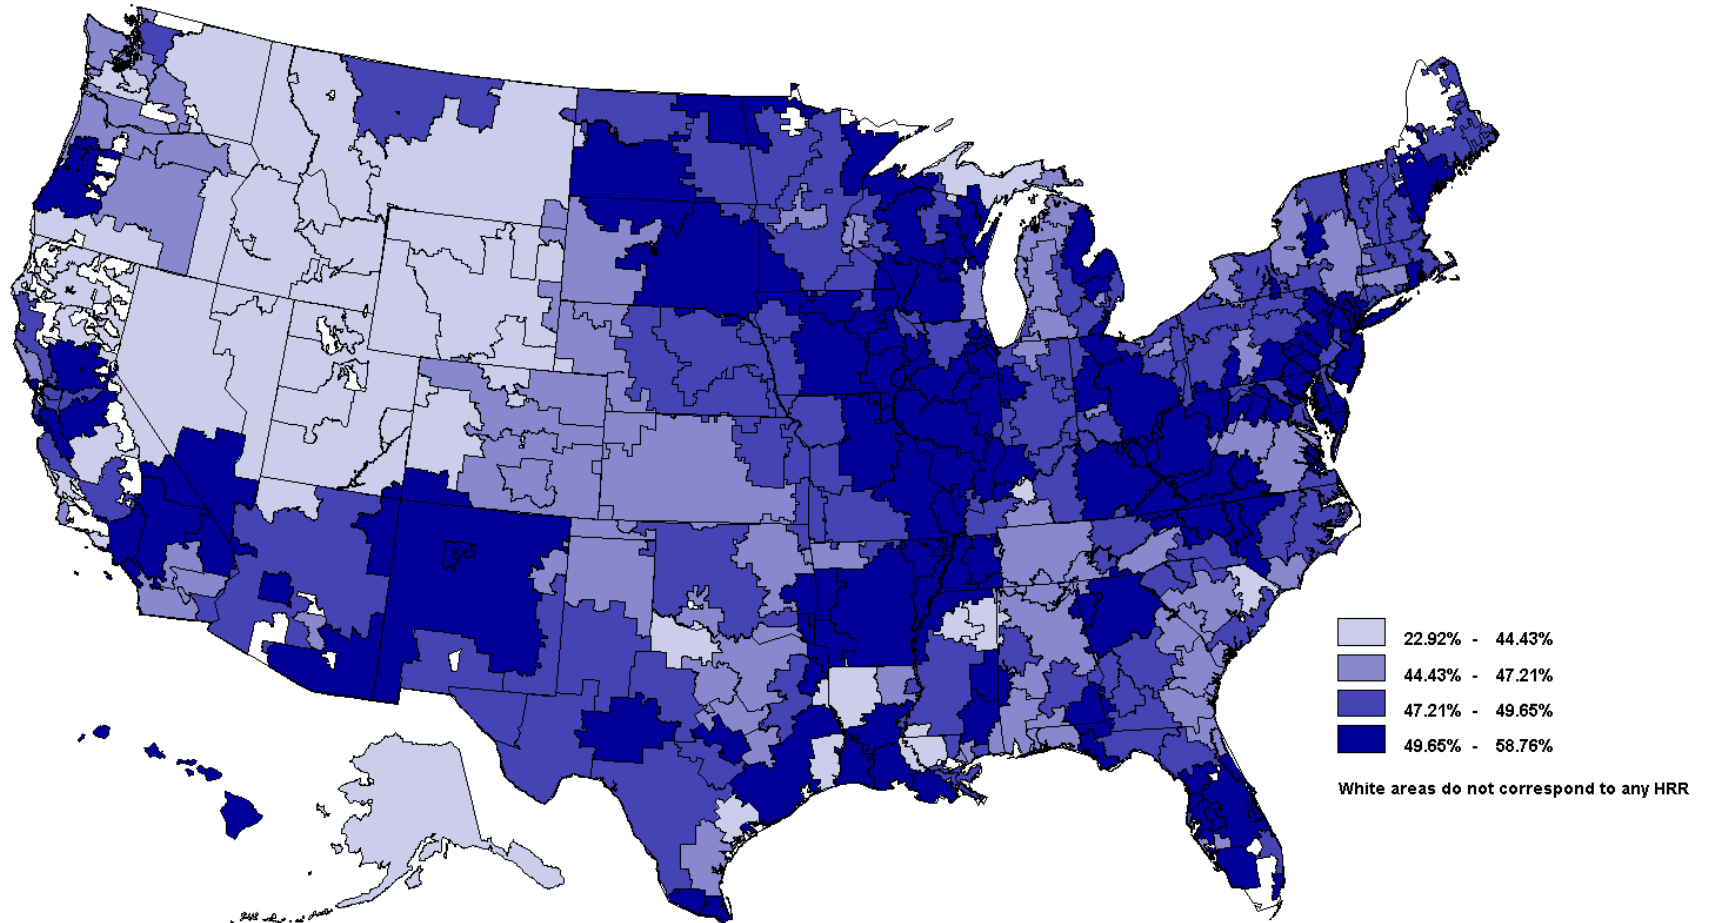 22.92% - 44.43%
44.43% - 47.21%
47.21% - 49.65%
49.65% - 58.76%
White areas do not correspond to any HRR